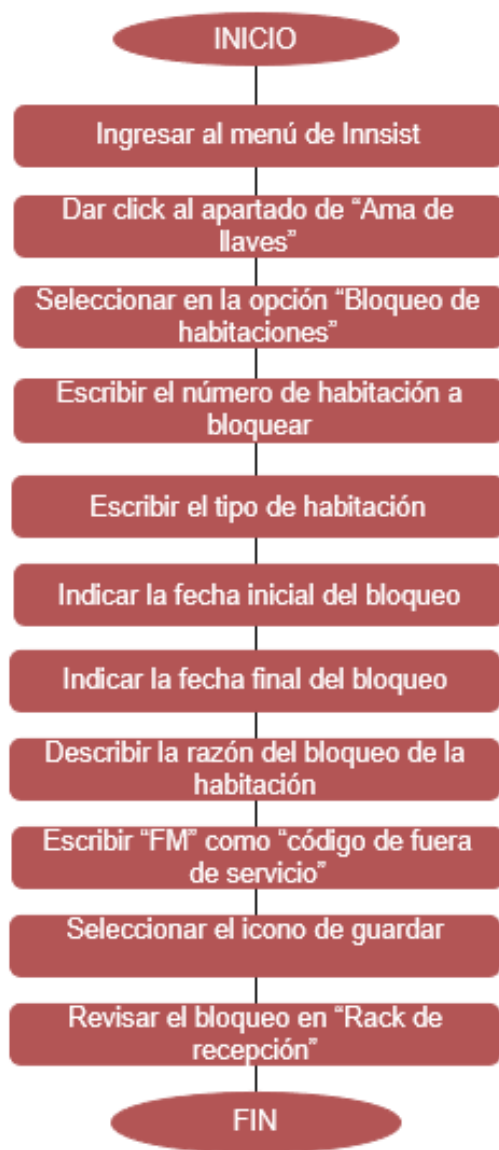 INICIO
Ingresar al menú de Innsist
Dar click al apartado de “Ama de
llaves”
Seleccionar en la opción “Bloqueo de
habitaciones”
Escribir el número de habitación a
bloquear
Escribir el tipo de habitación
Indicar la fecha inicial del bloqueo
Indicar la fecha final del bloqueo
Describir la razón del bloqueo de la
habitación
Escribir “FM” como “código de fuera
de servicio”
Seleccionar el icono de guardar
Revisar el bloqueo en “Rack de
recepción”
FIN